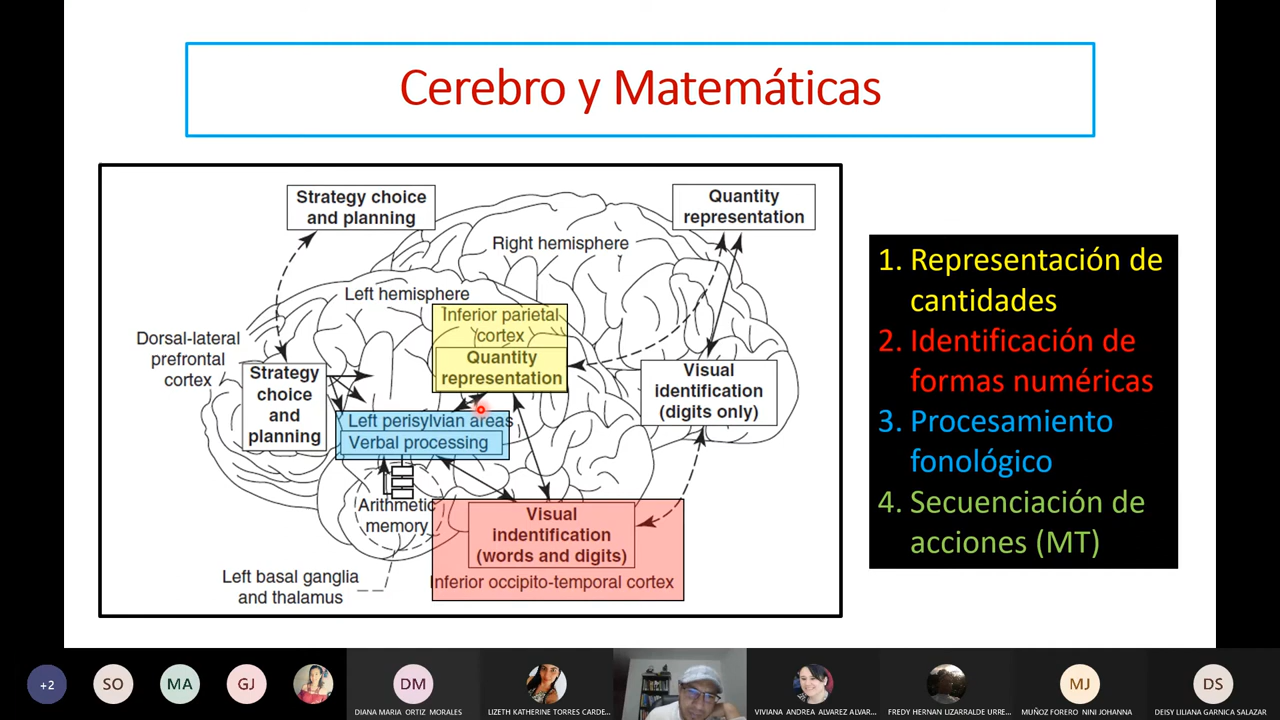 Cerebro y Matemáticas
Strategy choice
and planning
Quantity
representation
Right hemisphere
Left hemisphere
Inferior parietal
cortex
Quantity
representation
Dorsal-lateral
prefrontal
cortex
Strategy
choice
and
planning
Visual
identification
(digits only)
Left perisylvian areas
Verbal processing
Arithmetic
memory
Visual
indentification
(words and digits)
Inferior occipito-temporal cortex
Left basal ganglia
and thalamus
1. Representación de
cantidades
2. Identificación de
formas numéricas
3. Procesamiento
fonológico
4. Secuenciación de
acciones (MT)
+2
SO
MA
GJ
DM
MJ
DS
DIANA MARIA ORTIZ MORALES
LIZETH KATHERINE TORRES CARDE...
VIVIANA ANDREA ALVAREZ ALVAR...
FREDY HERNAN LIZARRALDE URRE...
MUÑOZ FORERO NINI JOHANNA
DEISY LILIANA GARNICA SALAZAR